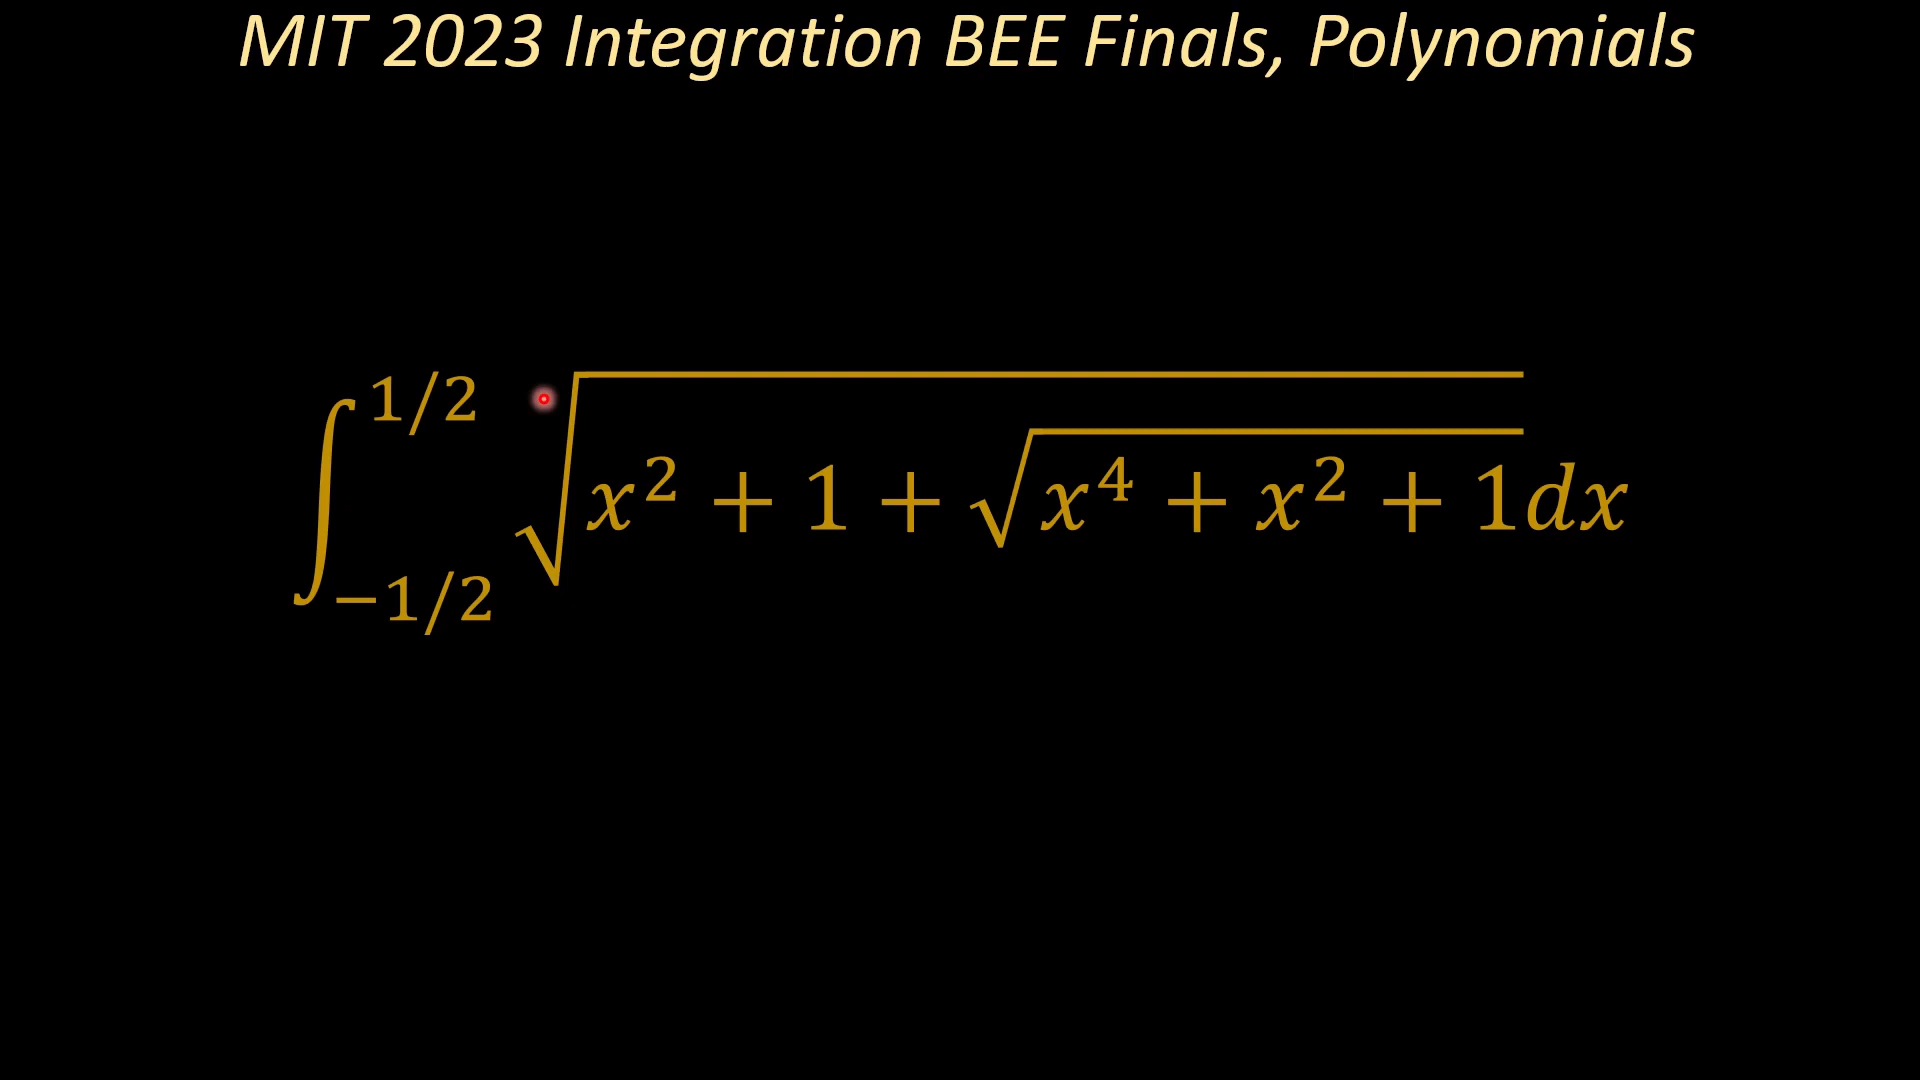 MIT 2023 Integration BEE Finals, Polynomials
∫_{−1/2}^{1/2} √(x² + 1 + √(x⁴ + x² + 1)) dx